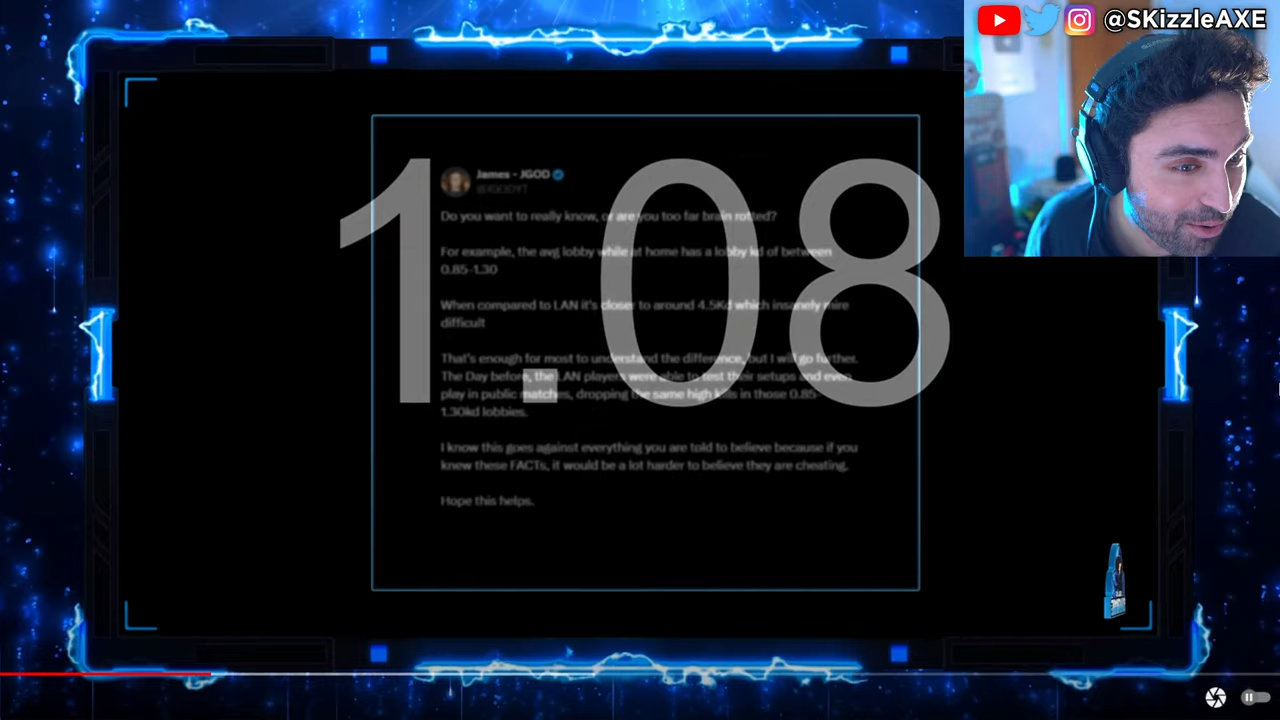 @SKizzleAXE
1.08
James - JGOD
@JGODYT
Do you want to really know, or are you too far brain rotted?
For example, the avg lobby while at home has a lobby kd of between
0.85-1.30
When compared to LAN it's closer to around 4.5Kd which insanely mire
difficult
That's enough for most to understand the difference, but I will go further.
The Day before, the LAN players were able to test their setups and even
play in public matches, dropping the same high kills in those 0.85-
1.30kd lobbies.
I know this goes against everything you are told to believe because if you
knew these FACTs, it would be a lot harder to believe they are cheating.
Hope this helps.